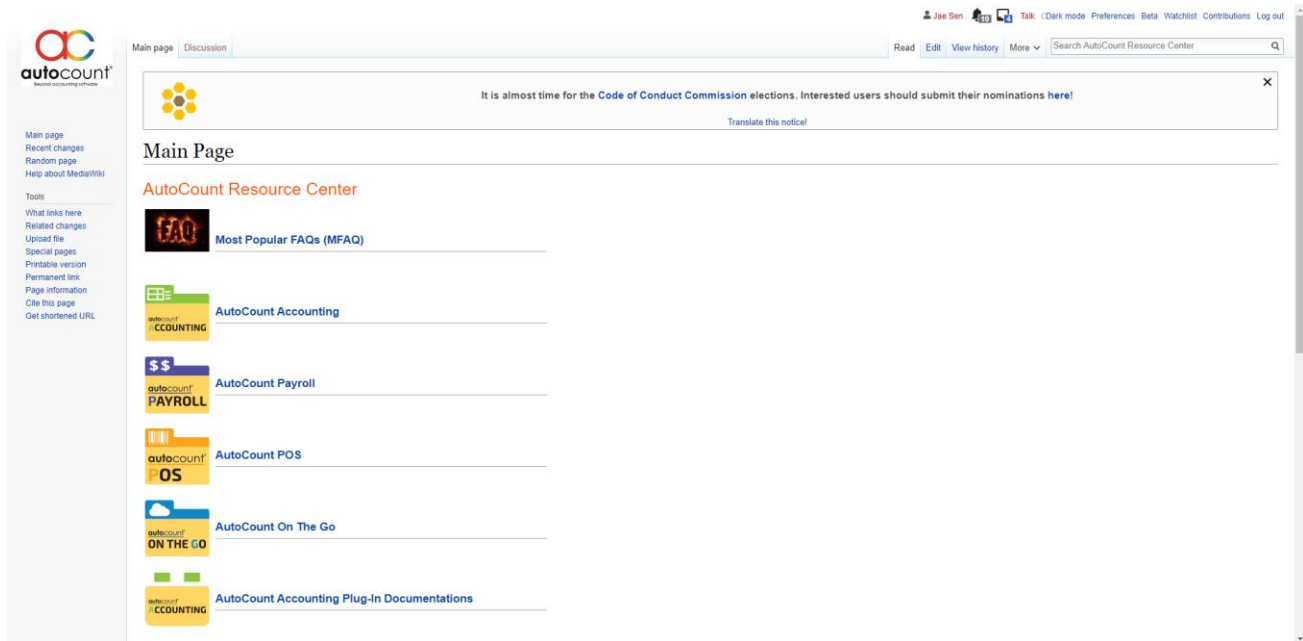 Jae Sen 10 4 Talk Dark mode Preferences Beta Watchlist Contributions Log out
autocount
Beyond accounting software
Main page Discussion
Read Edit View history More Search AutoCount Resource Center
It is almost time for the Code of Conduct Commission elections. Interested users should submit their nominations here!
Translate this notice!
Main page
Recent changes
Random page
Help about MediaWiki
Tools
What links here
Related changes
Upload file
Special pages
Printable version
Permanent link
Page information
Cite this page
Get shortened URL
Main Page
AutoCount Resource Center
FAQ
Most Popular FAQs (MFAQ)
autocount
ACCOUNTING
AutoCount Accounting
$$
autocount
PAYROLL
AutoCount Payroll
autocount
POS
AutoCount POS
autocount
ON THE GO
AutoCount On The Go
autocount
ACCOUNTING
AutoCount Accounting Plug-In Documentations